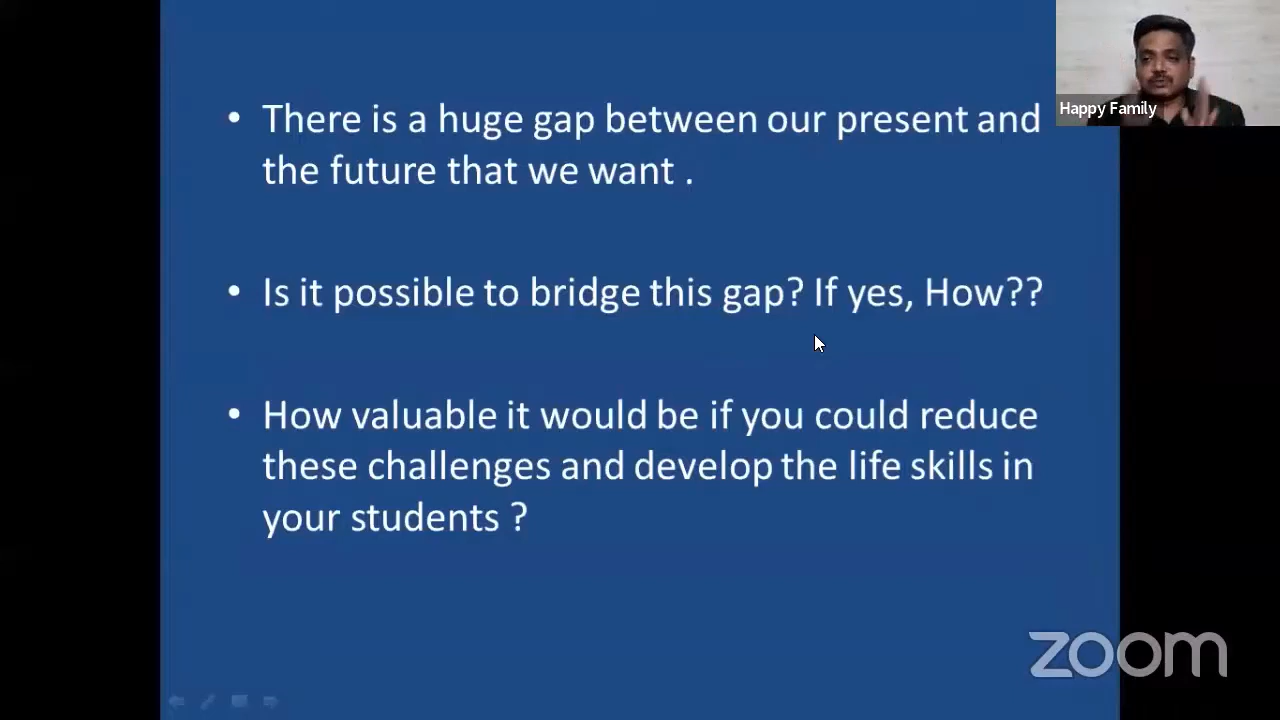 • There is a huge gap between our present and
the future that we want .
• Is it possible to bridge this gap? If yes, How??
• How valuable it would be if you could reduce
these challenges and develop the life skills in
your students ?
Happy Family
zoom